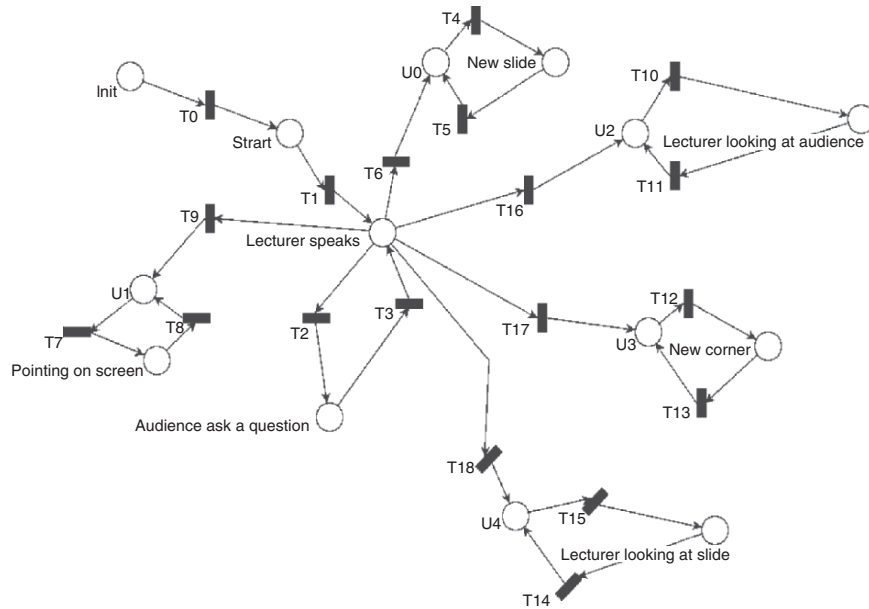 T4
U0
New slide
T10
Init
T0
T5
U2
Lecturer looking at audience
Strart
T6
T11
T1
T16
T9
Lecturer speaks
U1
T12
T8
T2
T3
T17
U3
T7
New corner
Pointing on screen
T13
Audience ask a question
T18
U4
T15
Lecturer looking at slide
T14